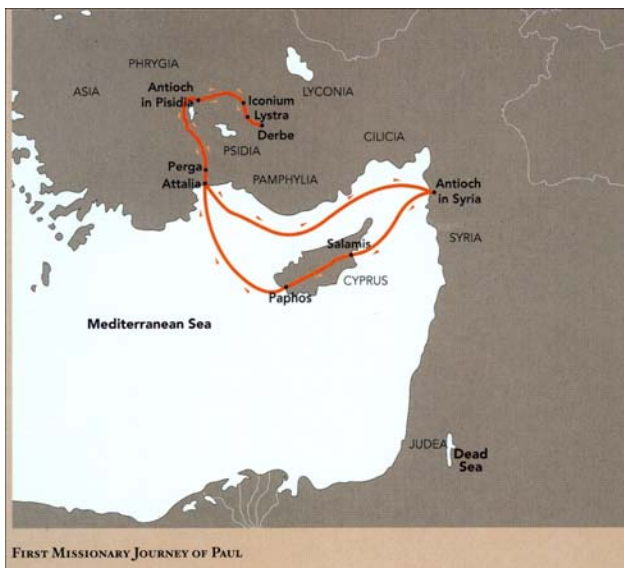 PHRYGIA
ASIA
Antioch
in Pisidia
Iconium
LYCONIA
Lystra
Derbe
PSIDIA
CILICIA
Perga
Attalia
PAMPHYLIA
Antioch
in Syria
SYRIA
Salamis
CYPRUS
Paphos
Mediterranean Sea
JUDEA
Dead
Sea
FIRST MISSIONARY JOURNEY OF PAUL